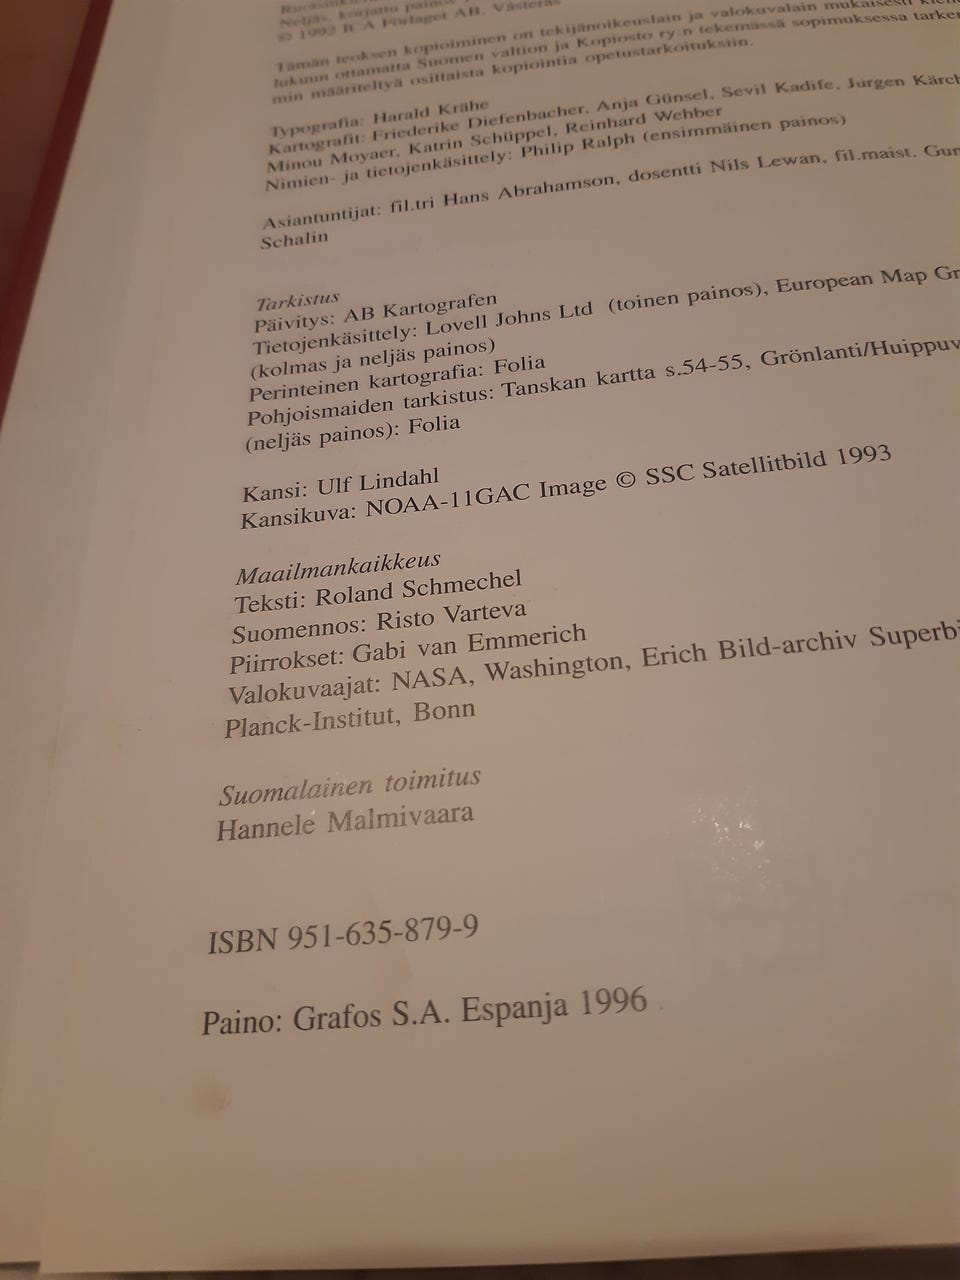 Neljäs, korjattu painos
© 1992 ICA Förlaget AB, Västerås
Tämän teoksen kopioiminen on tekijänoikeuslain ja valokuvalain mukaisesti
lukuun ottamatta Suomen valtion ja Kopiosto ry:n tekemässä sopimuksessa tarke
min määriteltyä osittaista kopiointia opetustarkoituksiin.
Typografia: Harald Krähe
Kartografit: Friederike Diefenbacher, Anja Günsel, Sevil Kadife, Jurgen Kärch
Minou Moyaer, Katrin Schüppel, Reinhard Wehber
Nimien- ja tietojenkäsittely: Philip Ralph (ensimmäinen painos)
Asiantuntijat: fil.tri Hans Abrahamson, dosentti Nils Lewan, fil.maist. Gun
Schalin
Tarkistus
Päivitys: AB Kartografen
Tietojenkäsittely: Lovell Johns Ltd (toinen painos), European Map Gr
(kolmas ja neljäs painos)
Perinteinen kartografia: Folia
Pohjoismaiden tarkistus: Tanskan kartta s.54-55, Grönlanti/Huippuv
(neljäs painos): Folia
Kansi: Ulf Lindahl
Kansikuva: NOAA-11GAC Image © SSC Satellitbild 1993
Maailmankaikkeus
Teksti: Roland Schmechel
Suomennos: Risto Varteva
Piirrokset: Gabi van Emmerich
Valokuvaajat: NASA, Washington, Erich Bild-archiv Superbi
Planck-Institut, Bonn
Suomalainen toimitus
Hannele Malmivaara
ISBN 951-635-879-9
Paino: Grafos S.A. Espanja 1996